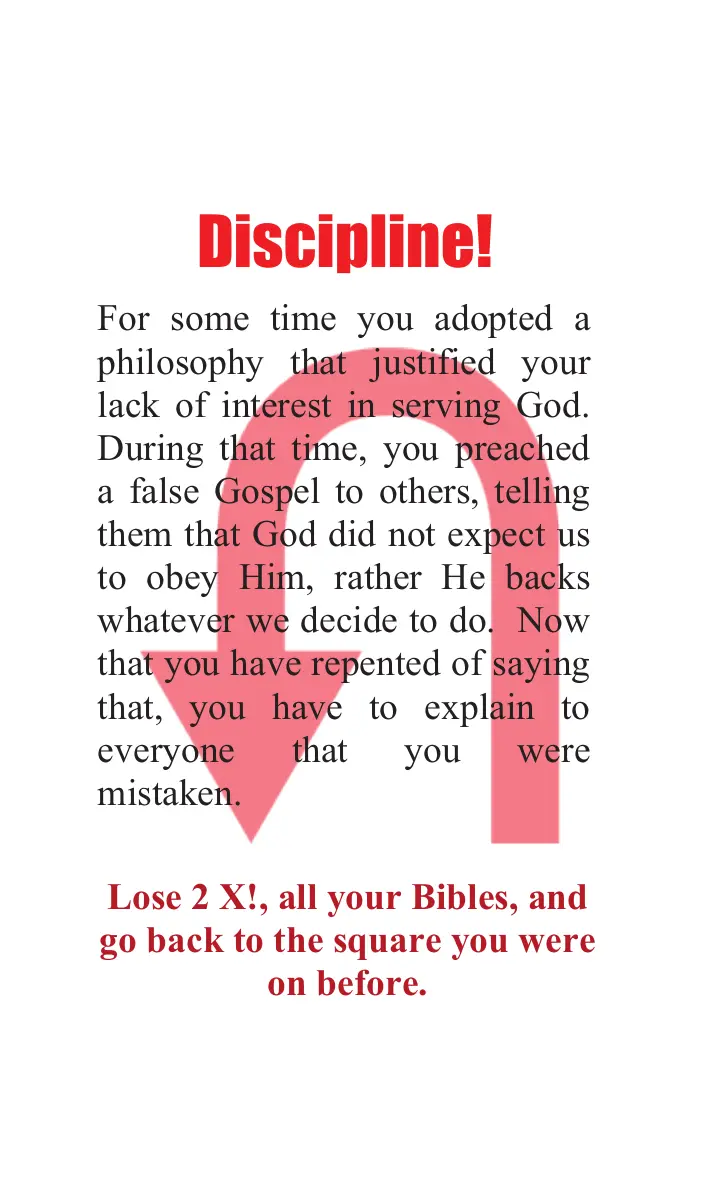 Discipline!
For some time you adopted a
philosophy that justified your
lack of interest in serving God.
During that time, you preached
a false Gospel to others, telling
them that God did not expect us
to obey Him, rather He backs
whatever we decide to do.  Now
that you have repented of saying
that, you have to explain to
everyone that you were
mistaken.
Lose 2 X!, all your Bibles, and
go back to the square you were
on before.